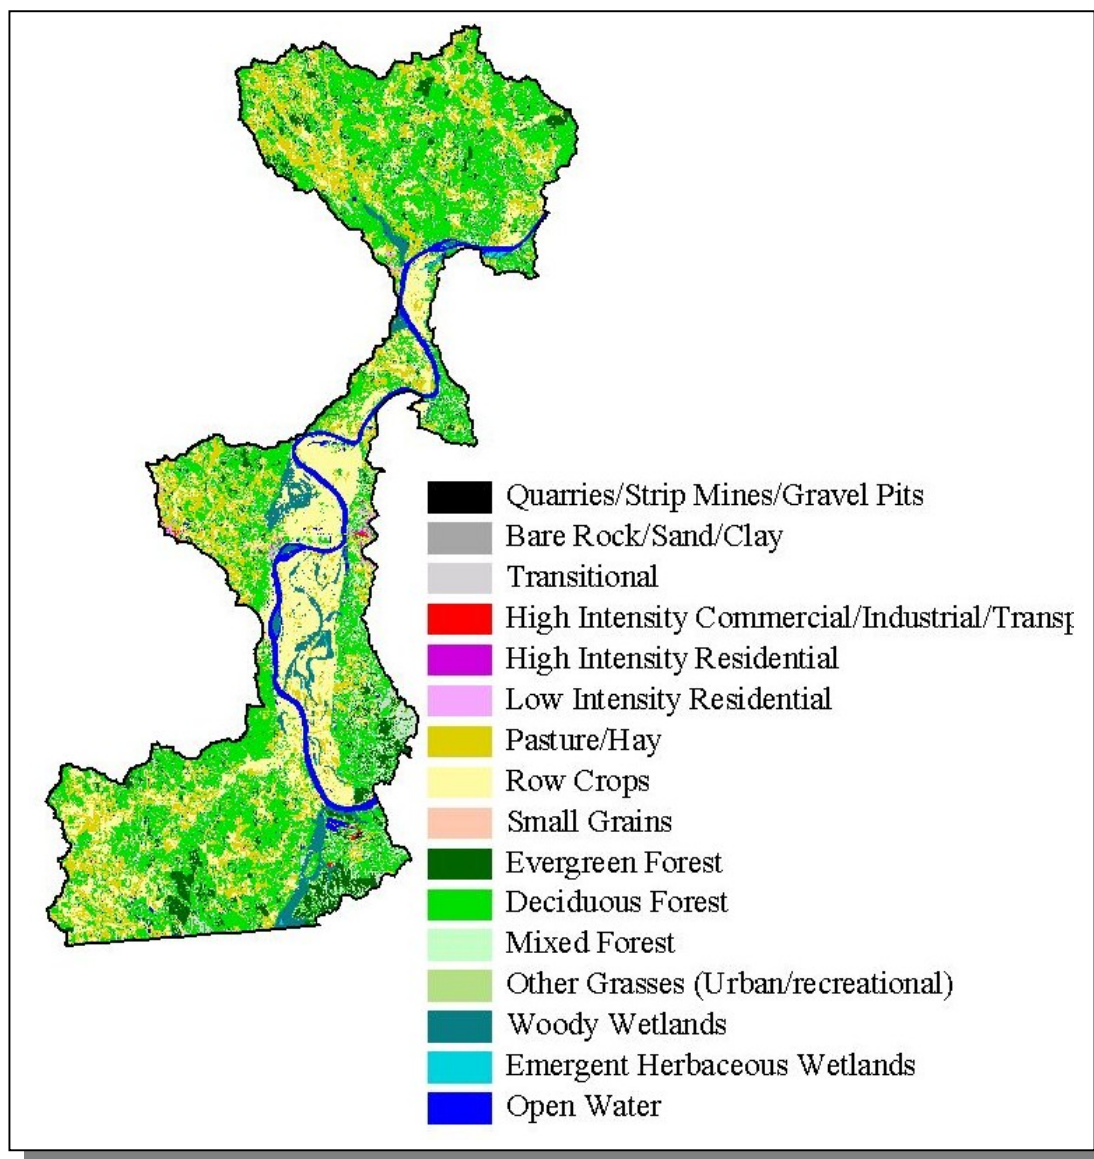 Quarries/Strip Mines/Gravel Pits
Bare Rock/Sand/Clay
Transitional
High Intensity Commercial/Industrial/Transp
High Intensity Residential
Low Intensity Residential
Pasture/Hay
Row Crops
Small Grains
Evergreen Forest
Deciduous Forest
Mixed Forest
Other Grasses (Urban/recreational)
Woody Wetlands
Emergent Herbaceous Wetlands
Open Water